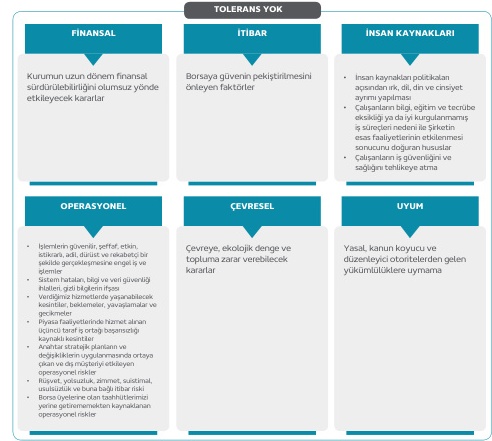 TOLERANS YOK
FİNANSAL
Kurumun uzun dönem finansal
sürdürülebilirliğini olumsuz yönde
etkileyecek kararlar
İTİBAR
Borsaya güvenin pekiştirilmesini
önleyen faktörler
İNSAN KAYNAKLARI
• İnsan kaynakları politikaları
açısından ırk, dil, din ve cinsiyet
ayrımı yapılması
• Çalışanların bilgi, eğitim ve tecrübe
eksikliği ya da iyi kurgulanmamış
iş süreçleri nedeni ile Şirketin
esas faaliyetlerinin etkilenmesi
sonucunu doğuran hususlar
• Çalışanların iş güvenliğini ve
sağlığını tehlikeye atma
OPERASYONEL
• İşlemlerin güvenilir, şeffaf, etkin,
istikrarlı, adil, dürüst ve rekabetçi bir
şekilde gerçekleşmesine engel iş ve
işlemler
• Sistem hataları, bilgi ve veri güvenliği
ihlalleri, gizli bilgilerin ifşası
• Verdiğimiz hizmetlerde yaşanabilecek
kesintiler, beklemeler, yavaşlamalar ve
gecikmeler
• Piyasa faaliyetlerinde hizmet alınan
üçüncü taraf iş ortağı başarısızlığı
kaynaklı kesintiler
• Anahtar stratejik planların ve
değişikliklerin uygulanmasında ortaya
çıkan ve dış müşteriyi etkileyen
operasyonel riskler
• Rüşvet, yolsuzluk, zimmet, suistimal,
usulsüzlük ve buna bağlı itibar riski
• Borsa üyelerine olan taahhütlerimizi
yerine getirememekten kaynaklanan
operasyonel riskler
ÇEVRESEL
Çevreye, ekolojik denge ve
topluma zarar verebilecek
kararlar
UYUM
Yasal, kanun koyucu ve
düzenleyici otoritelerden gelen
yükümlülüklere uymama